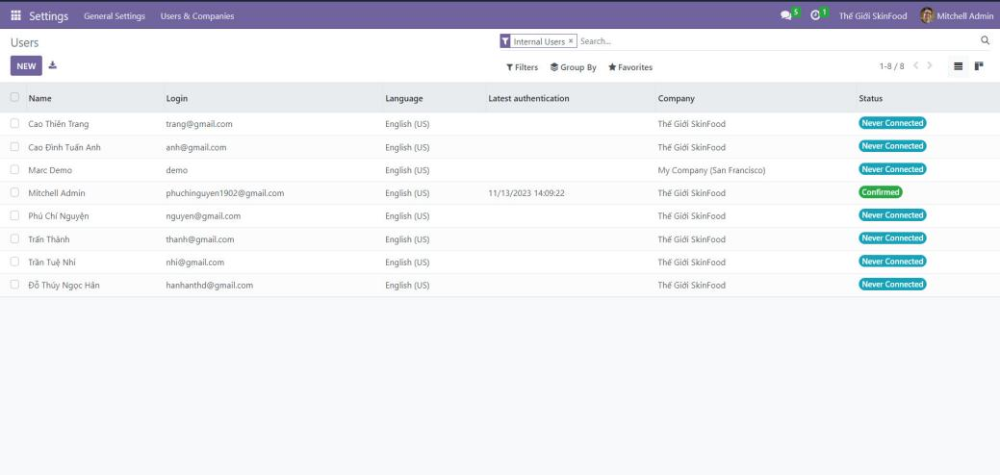 Settings General Settings Users & Companies 5 1 Thế Giới SkinFood Mitchell Admin
Users Internal Users × Search...
NEW Filters Group By Favorites 1-8 / 8
Name Login Language Latest authentication Company Status
Cao Thiên Trang trang@gmail.com English (US) Thế Giới SkinFood Never Connected
Cao Đình Tuấn Anh anh@gmail.com English (US) Thế Giới SkinFood Never Connected
Marc Demo demo English (US) My Company (San Francisco) Never Connected
Mitchell Admin phuchinguyen1902@gmail.com English (US) 11/13/2023 14:09:22 Thế Giới SkinFood Confirmed
Phú Chí Nguyện nguyen@gmail.com English (US) Thế Giới SkinFood Never Connected
Trấn Thành thanh@gmail.com English (US) Thế Giới SkinFood Never Connected
Trần Tuệ Nhi nhi@gmail.com English (US) Thế Giới SkinFood Never Connected
Đỗ Thúy Ngọc Hân hanhanthd@gmail.com English (US) Thế Giới SkinFood Never Connected